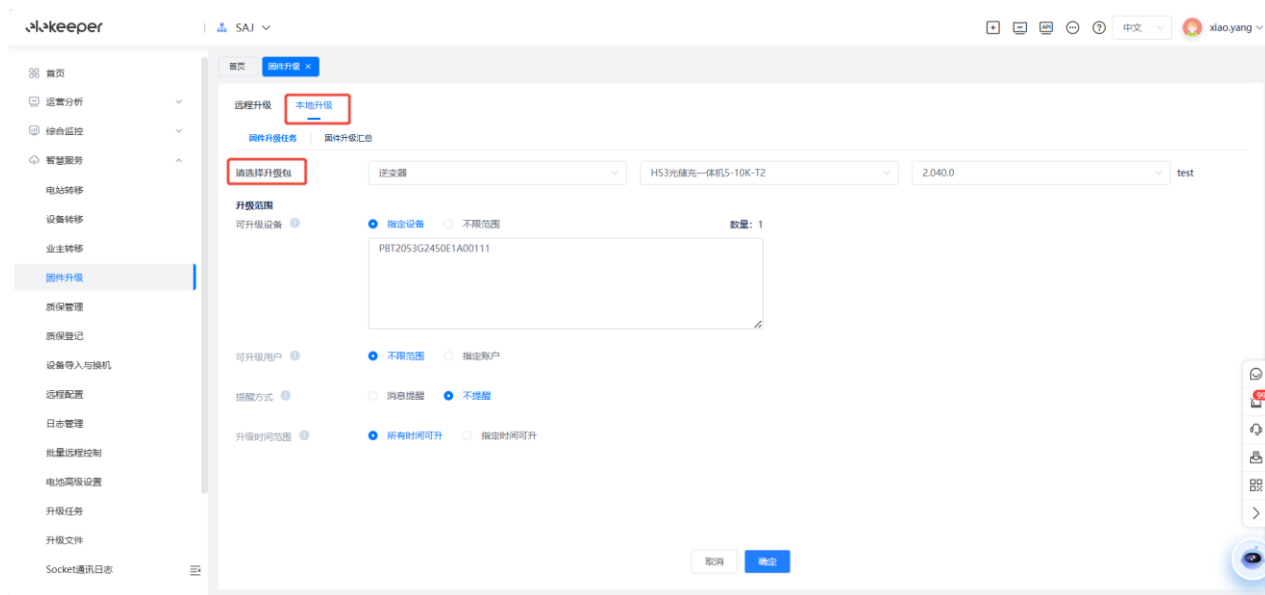 elekeeper
SAJ
API
中文
xiao.yang
首页
运营分析
综合监控
智慧服务
电站转移
设备转移
业主转移
固件升级
质保管理
质保登记
设备导入与换机
远程配置
日志管理
批量远程控制
电池高级设置
升级任务
升级文件
Socket通讯日志
首页 固件升级 ×
远程升级 本地升级
固件升级任务 固件升级汇总
请选择升级包 逆变器 HS3光储充一体机5-10K-T2 2.040.0 test
升级范围
可升级设备 指定设备 不限范围 数量: 1
PBT2053G2450E1A00111
可升级用户 不限范围 指定账户
提醒方式 消息提醒 不提醒
升级时间范围 所有时间可升 指定时间可升
取消 确定
99